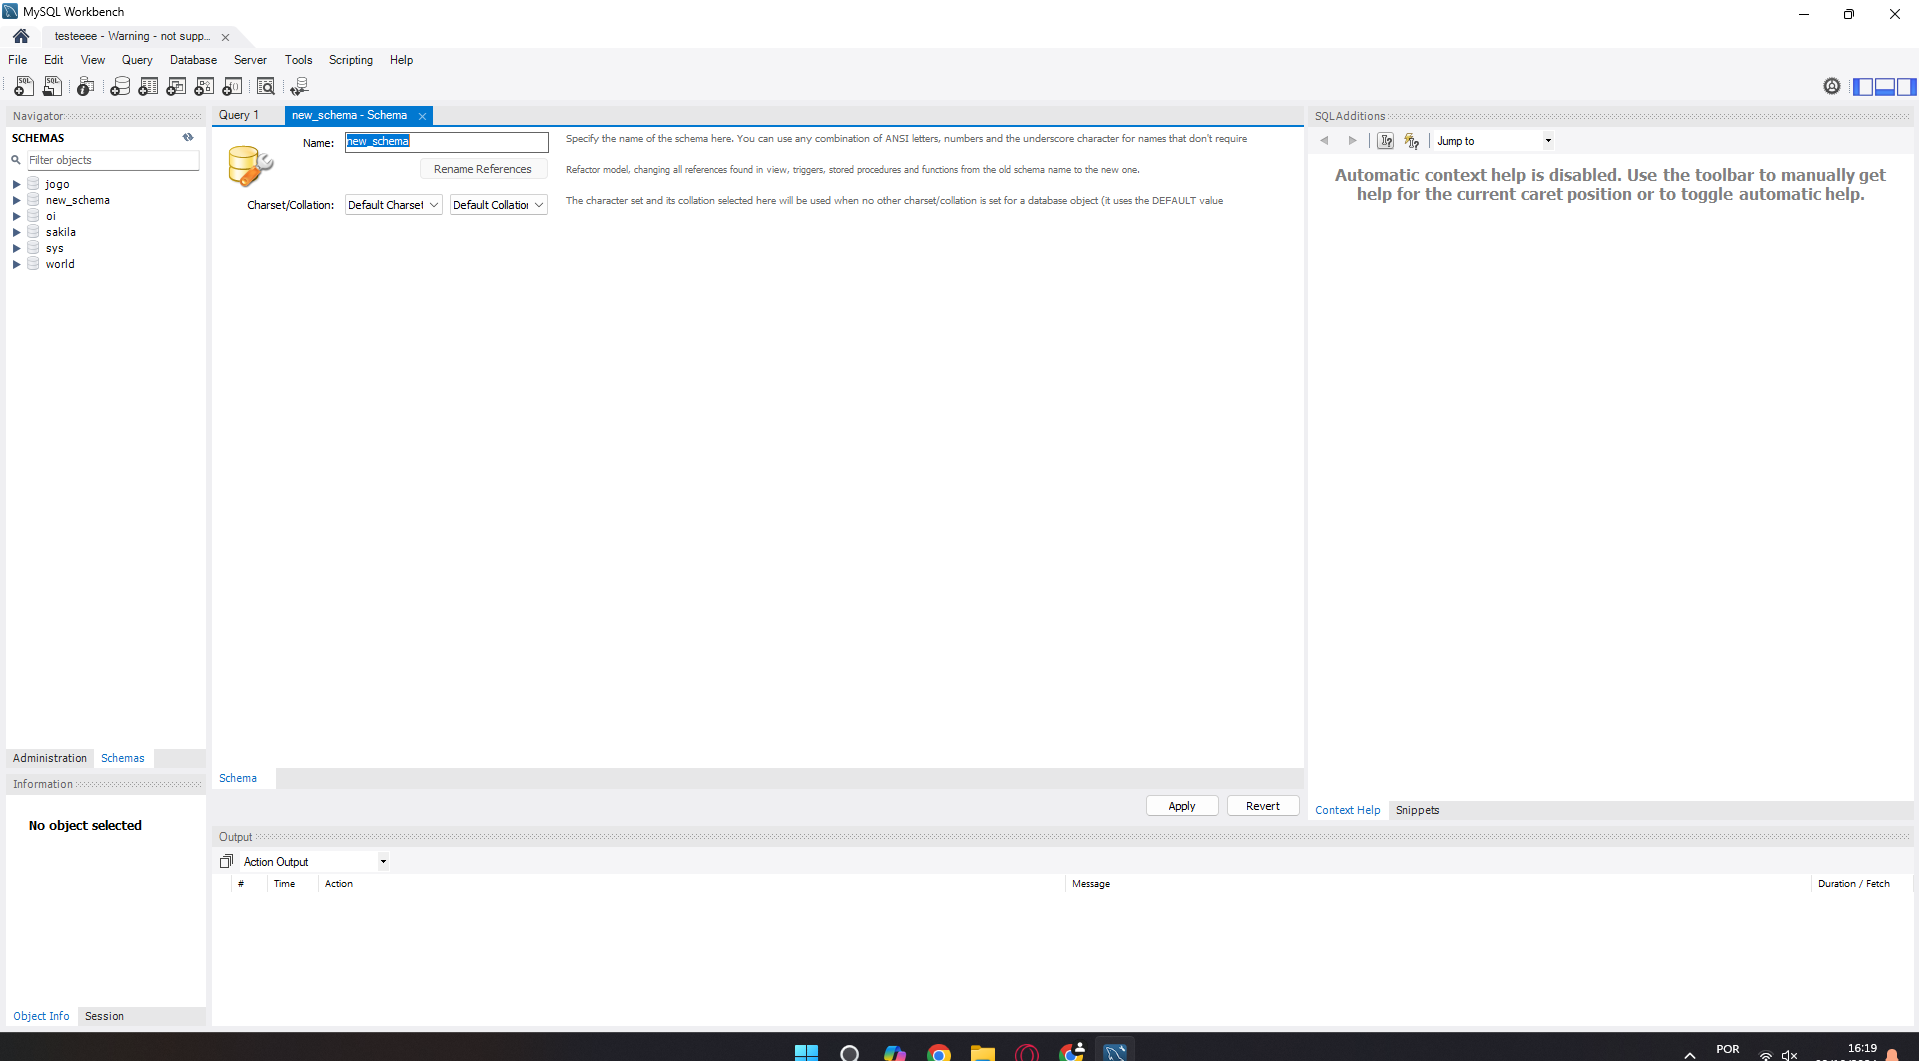 MySQL Workbench
testeeee - Warning - not supp...
File Edit View Query Database Server Tools Scripting Help
Navigator
SCHEMAS
Filter objects
jogo
new_schema
oi
sakila
sys
world
Administration Schemas
Information
No object selected
Object Info Session
Query 1 new_schema - Schema
Name: new_schema
Specify the name of the schema here. You can use any combination of ANSI letters, numbers and the underscore character for names that don't require
Rename References
Refactor model, changing all references found in view, triggers, stored procedures and functions from the old schema name to the new one.
Charset/Collation: Default Charset Default Collation
The character set and its collation selected here will be used when no other charset/collation is set for a database object (it uses the DEFAULT value
Schema
Apply Revert
SQLAdditions
Jump to
Automatic context help is disabled. Use the toolbar to manually get
help for the current caret position or to toggle automatic help.
Context Help Snippets
Output
Action Output
# Time Action Message Duration / Fetch
POR
16:19